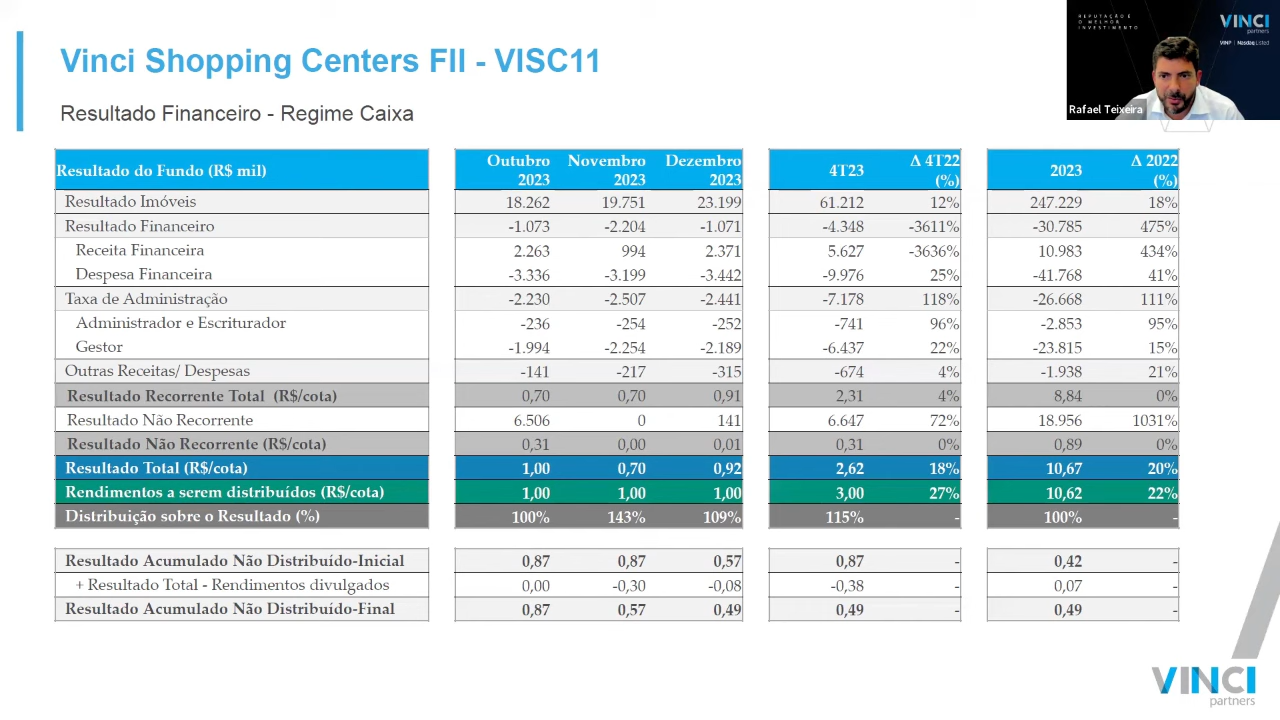 Vinci Shopping Centers FII - VISC11
REPUTAÇÃO E
O MELHOR
INVESTIMENTO
VINCI
partners
VINP | Nasdaq Listed
Rafael Teixeira
Resultado Financeiro - Regime Caixa
Resultado do Fundo (R$ mil) Outubro 2023 Novembro 2023 Dezembro 2023 4T23 Δ 4T22 (%) 2023 Δ 2022 (%)
Resultado Imóveis 18.262 19.751 23.199 61.212 12% 247.229 18%
Resultado Financeiro -1.073 -2.204 -1.071 -4.348 -3611% -30.785 475%
Receita Financeira 2.263 994 2.371 5.627 -3636% 10.983 434%
Despesa Financeira -3.336 -3.199 -3.442 -9.976 25% -41.768 41%
Taxa de Administração -2.230 -2.507 -2.441 -7.178 118% -26.668 111%
Administrador e Escriturador -236 -254 -252 -741 96% -2.853 95%
Gestor -1.994 -2.254 -2.189 -6.437 22% -23.815 15%
Outras Receitas/ Despesas -141 -217 -315 -674 4% -1.938 21%
Resultado Recorrente Total (R$/cota) 0,70 0,70 0,91 2,31 4% 8,84 0%
Resultado Não Recorrente 6.506 0 141 6.647 72% 18.956 1031%
Resultado Não Recorrente (R$/cota) 0,31 0,00 0,01 0,31 0% 0,89 0%
Resultado Total (R$/cota) 1,00 0,70 0,92 2,62 18% 10,67 20%
Rendimentos a serem distribuídos (R$/cota) 1,00 1,00 1,00 3,00 27% 10,62 22%
Distribuição sobre o Resultado (%) 100% 143% 109% 115% - 100% -
Resultado Acumulado Não Distribuído-Inicial 0,87 0,87 0,57 0,87 - 0,42 -
+ Resultado Total - Rendimentos divulgados 0,00 -0,30 -0,08 -0,38 - 0,07 -
Resultado Acumulado Não Distribuído-Final 0,87 0,57 0,49 0,49 - 0,49 -
VINCI
partners